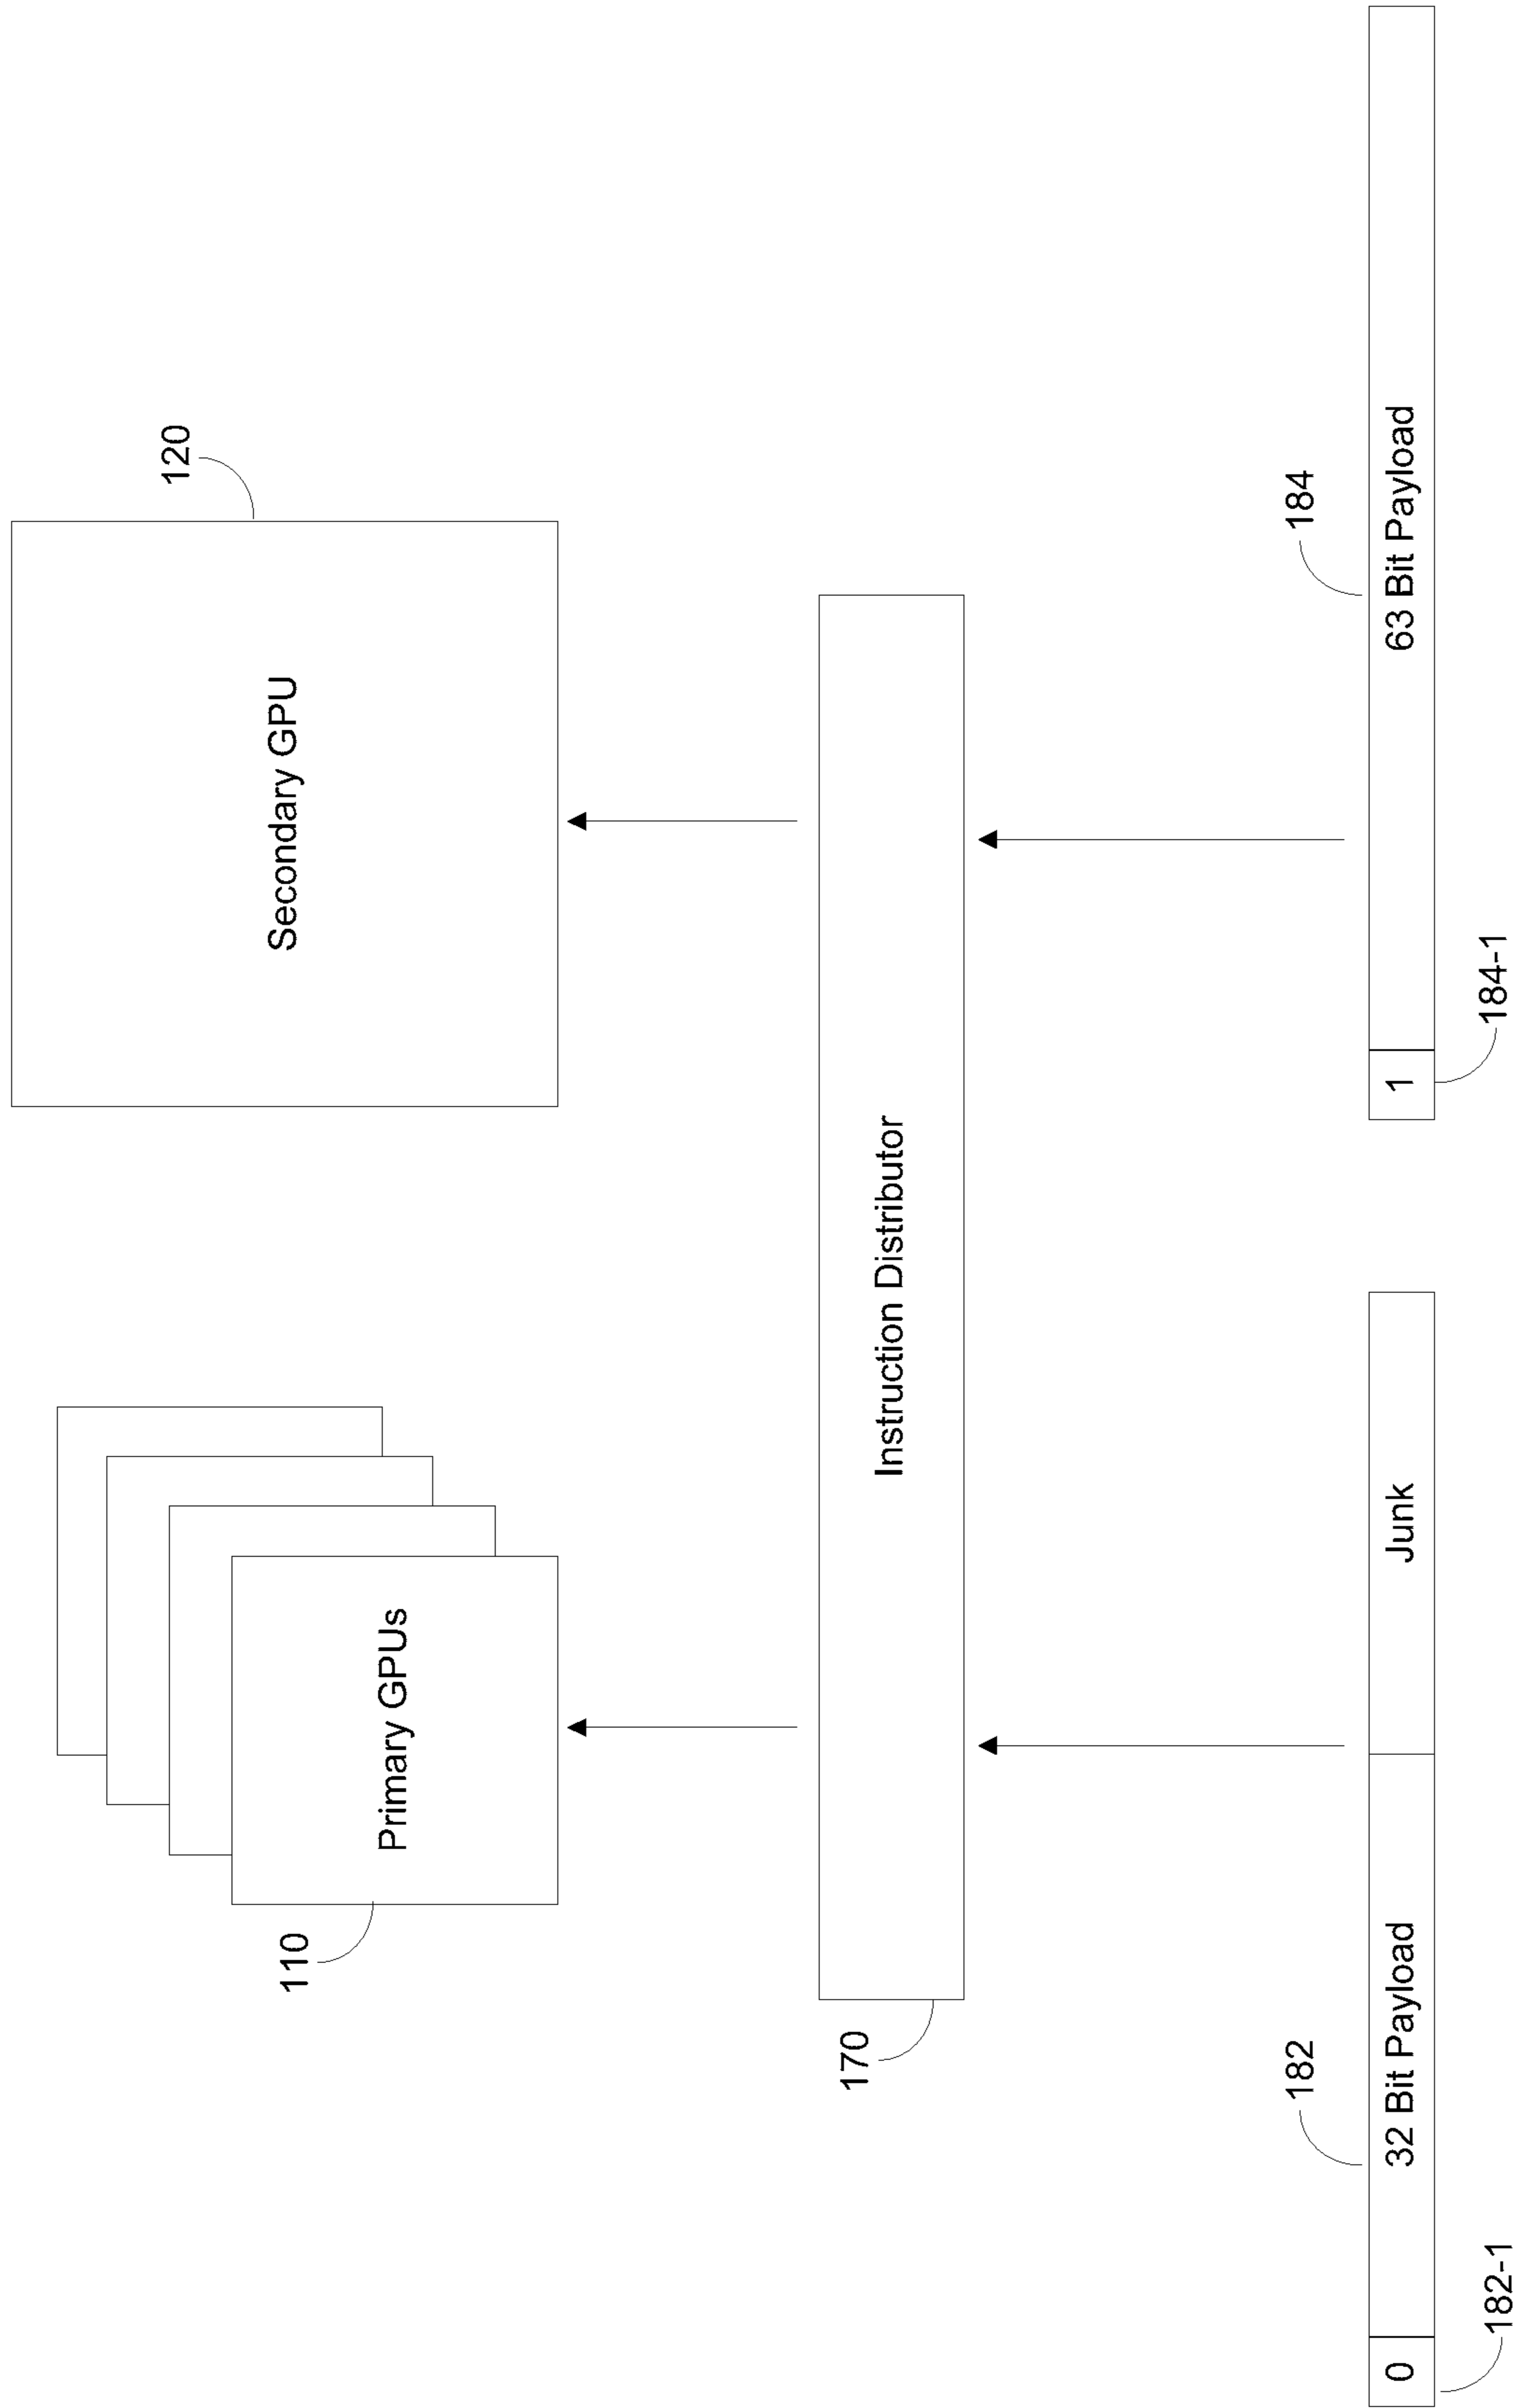 120
Secondary GPU
110
Primary GPUs
170
Instruction Distributor
182
184
0
32 Bit Payload
Junk
1
63 Bit Payload
182-1
184-1